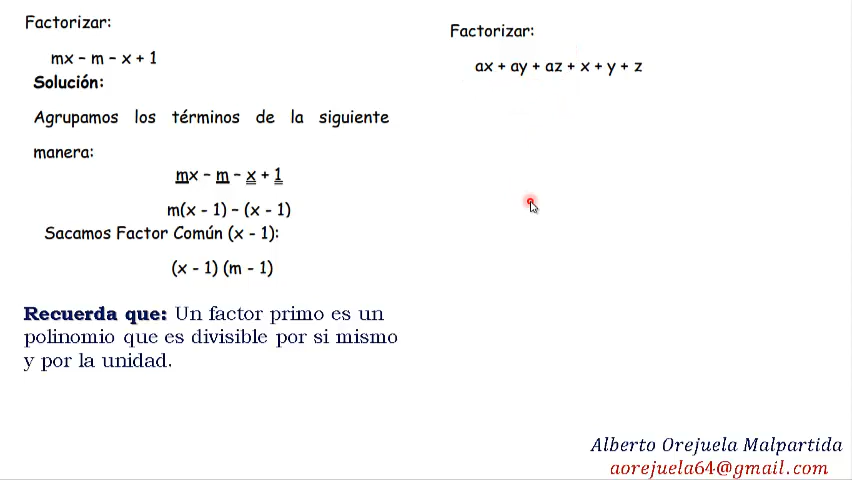 Factorizar:
mx – m – x + 1
Solución:
Agrupamos los términos de la siguiente
manera:
mx – m – x + 1
m(x - 1) – (x - 1)
Sacamos Factor Común (x - 1):
(x - 1) (m - 1)
Recuerda que: Un factor primo es un
polinomio que es divisible por si mismo
y por la unidad.
Factorizar:
ax + ay + az + x + y + z
Alberto Orejuela Malpartida
aorejuela64@gmail.com